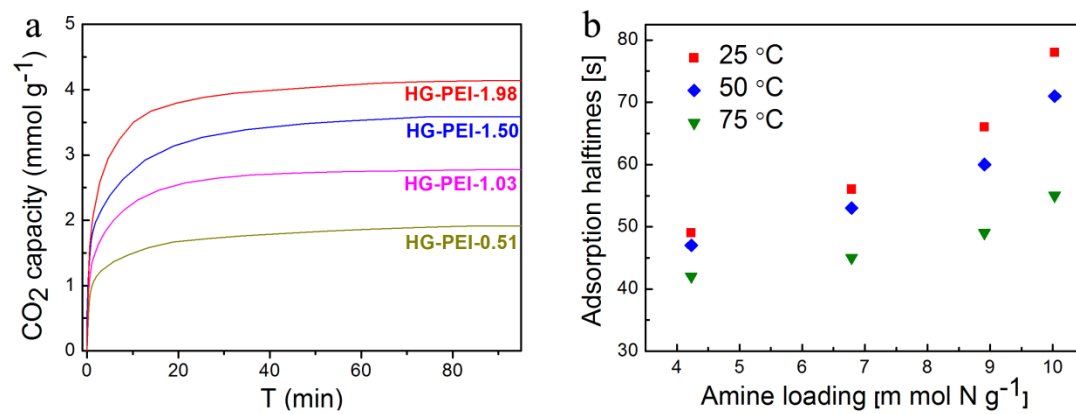 a
CO2 capacity (mmol g-1)
5
4
3
2
1
0
HG-PEI-1.98
HG-PEI-1.50
HG-PEI-1.03
HG-PEI-0.51
0 20 40 60 80
T (min)
b
Adsorption halftimes [s]
80
70
60
50
40
30
25 °C
50 °C
75 °C
4 5 6 7 8 9 10
Amine loading [m mol N g-1]